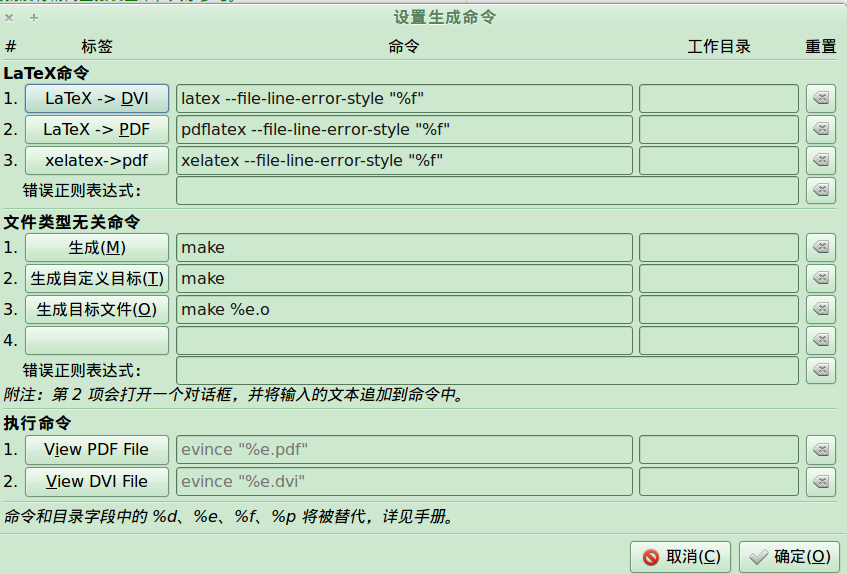 设置生成命令
# 标签 命令 工作目录 重置
LaTeX命令
1. LaTeX -> DVI latex --file-line-error-style "%f"
2. LaTeX -> PDF pdflatex --file-line-error-style "%f"
3. xelatex->pdf xelatex --file-line-error-style "%f"
错误正则表达式：
文件类型无关命令
1. 生成(M) make
2. 生成自定义目标(T) make
3. 生成目标文件(O) make %e.o
4.
错误正则表达式：
附注：第 2 项会打开一个对话框，并将输入的文本追加到命令中。
执行命令
1. View PDF File evince "%e.pdf"
2. View DVI File evince "%e.dvi"
命令和目录字段中的 %d、%e、%f、%p 将被替代，详见手册。
取消(C) 确定(O)